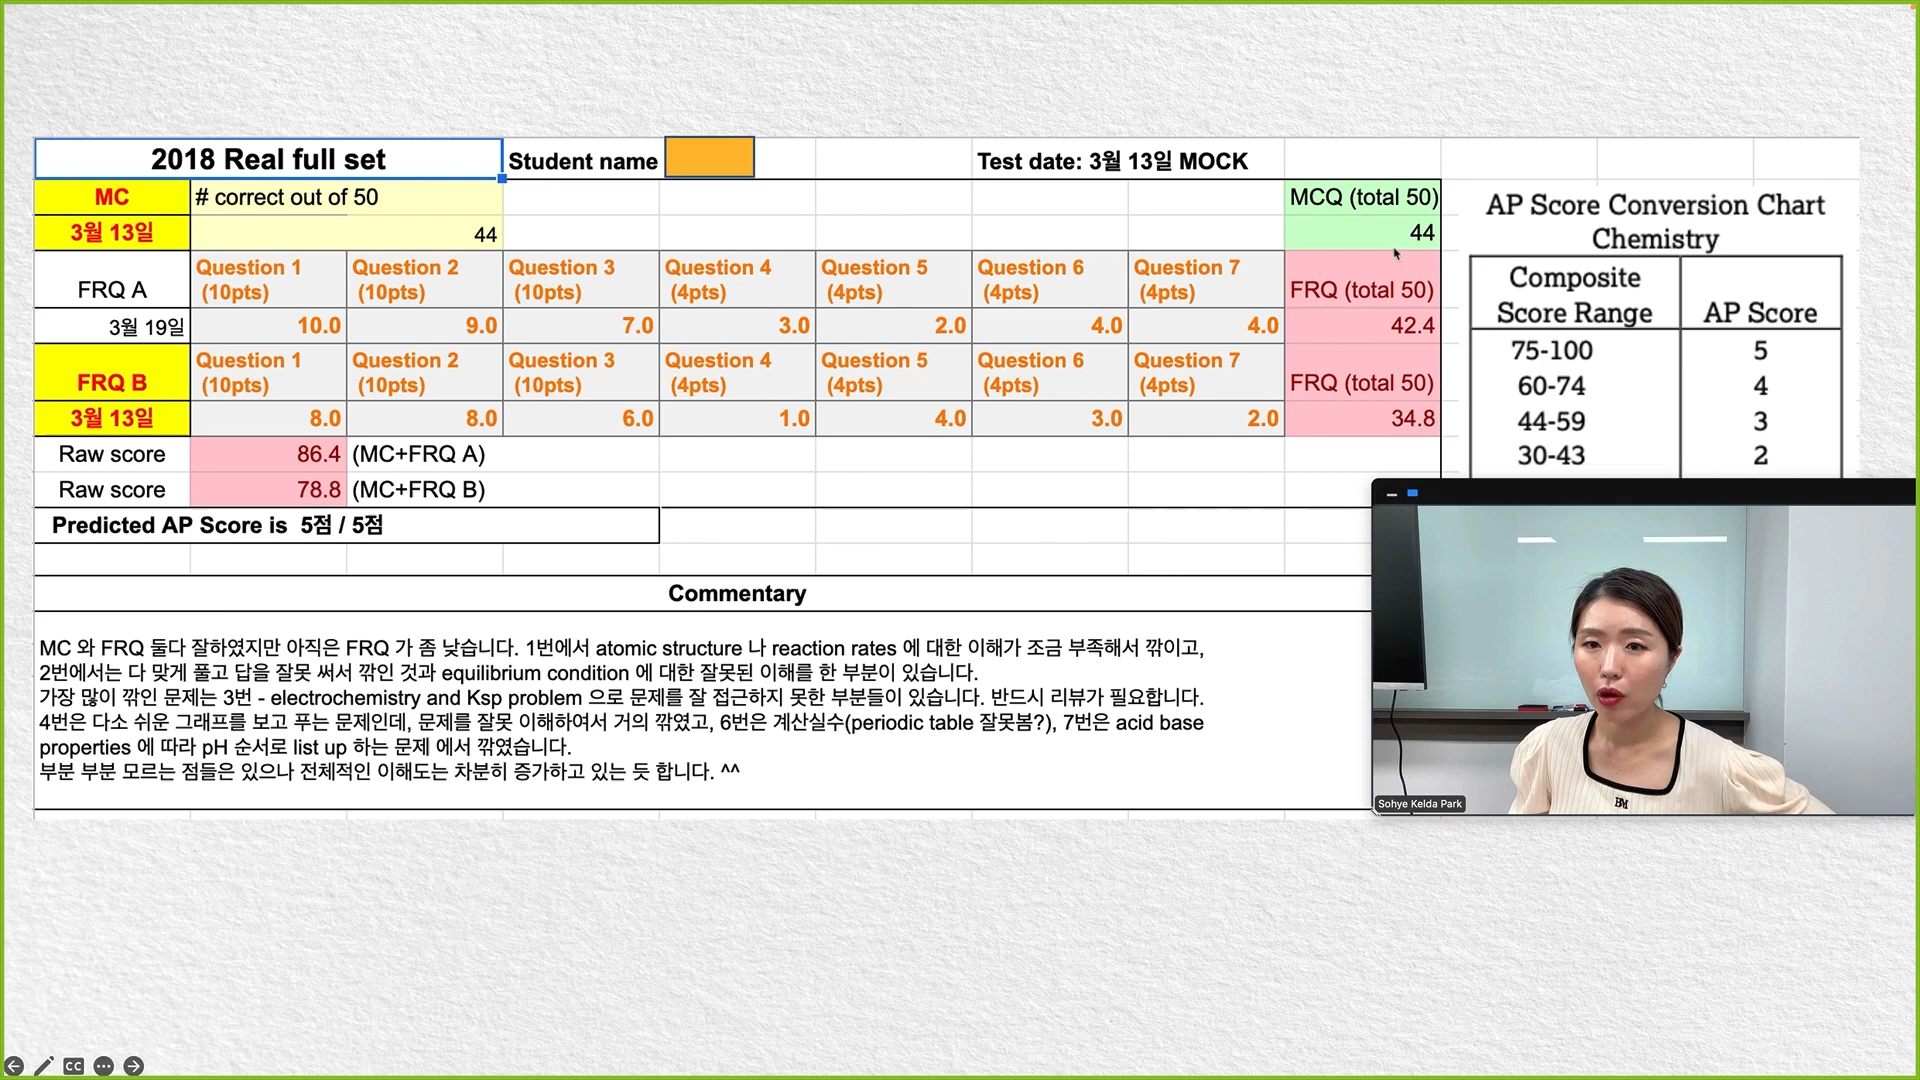 2018 Real full set Student name Test date: 3월 13일 MOCK
MC # correct out of 50 MCQ (total 50)
3월 13일 44 44
FRQ A Question 1 (10pts) Question 2 (10pts) Question 3 (10pts) Question 4 (4pts) Question 5 (4pts) Question 6 (4pts) Question 7 (4pts) FRQ (total 50)
3월 19일 10.0 9.0 7.0 3.0 2.0 4.0 4.0 42.4
FRQ B Question 1 (10pts) Question 2 (10pts) Question 3 (10pts) Question 4 (4pts) Question 5 (4pts) Question 6 (4pts) Question 7 (4pts) FRQ (total 50)
3월 13일 8.0 8.0 6.0 1.0 4.0 3.0 2.0 34.8
Raw score 86.4 (MC+FRQ A)
Raw score 78.8 (MC+FRQ B)
Predicted AP Score is 5점 / 5점
Commentary
MC 와 FRQ 둘다 잘하였지만 아직은 FRQ 가 좀 낮습니다. 1번에서 atomic structure 나 reaction rates 에 대한 이해가 조금 부족해서 깎이고,
2번에서는 다 맞게 풀고 답을 잘못 써서 깎인 것과 equilibrium condition 에 대한 잘못된 이해를 한 부분이 있습니다.
가장 많이 깎인 문제는 3번 - electrochemistry and Ksp problem 으로 문제를 잘 접근하지 못한 부분들이 있습니다. 반드시 리뷰가 필요합니다.
4번은 다소 쉬운 그래프를 보고 푸는 문제인데, 문제를 잘못 이해하여서 거의 깎였고, 6번은 계산실수(periodic table 잘못봄?), 7번은 acid base
properties 에 따라 pH 순서로 list up 하는 문제 에서 깎였습니다.
부분 부분 모르는 점들은 있으나 전체적인 이해도는 차분히 증가하고 있는 듯 합니다. ^^
AP Score Conversion Chart
Chemistry
Composite
Score Range AP Score
75-100 5
60-74 4
44-59 3
30-43 2
BM
Sohye Kelda Park
CC